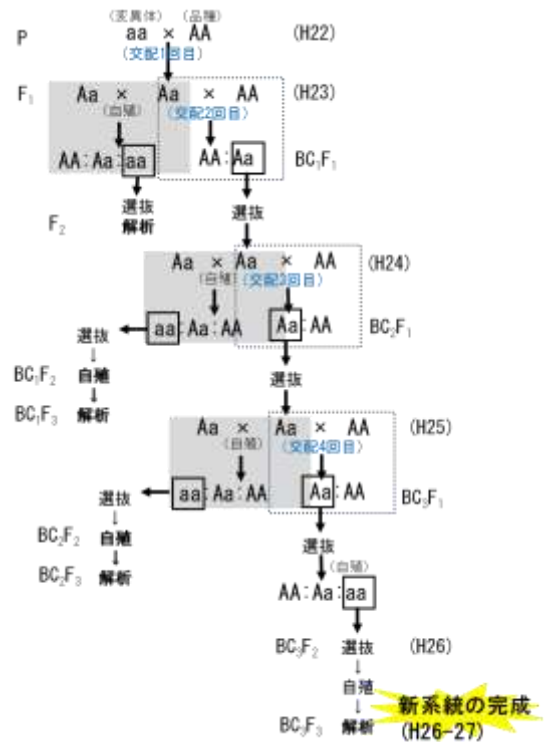 (変異体) (品種)
P aa × AA (H22)
(交配1回目)
F₁ Aa × Aa × AA (H23)
(自殖) (交配2回目)
AA:Aa:aa AA:Aa BC₁F₁
選抜
解析
選抜
F₂
Aa × Aa × AA (H24)
(自殖) (交配3回目)
aa:Aa:AA Aa:AA BC₂F₁
選抜
↓
BC₁F₂ 自殖
↓
BC₁F₃ 解析
選抜
Aa × Aa × AA (H25)
(自殖) (交配4回目)
aa:Aa:AA Aa:AA BC₃F₁
選抜
↓
BC₂F₂ 自殖
↓
BC₂F₃ 解析
選抜
(自殖)
AA:Aa:aa
BC₃F₂ 選抜 (H26)
↓
自殖
↓
BC₃F₃ 解析
新系統の完成
(H26-27)